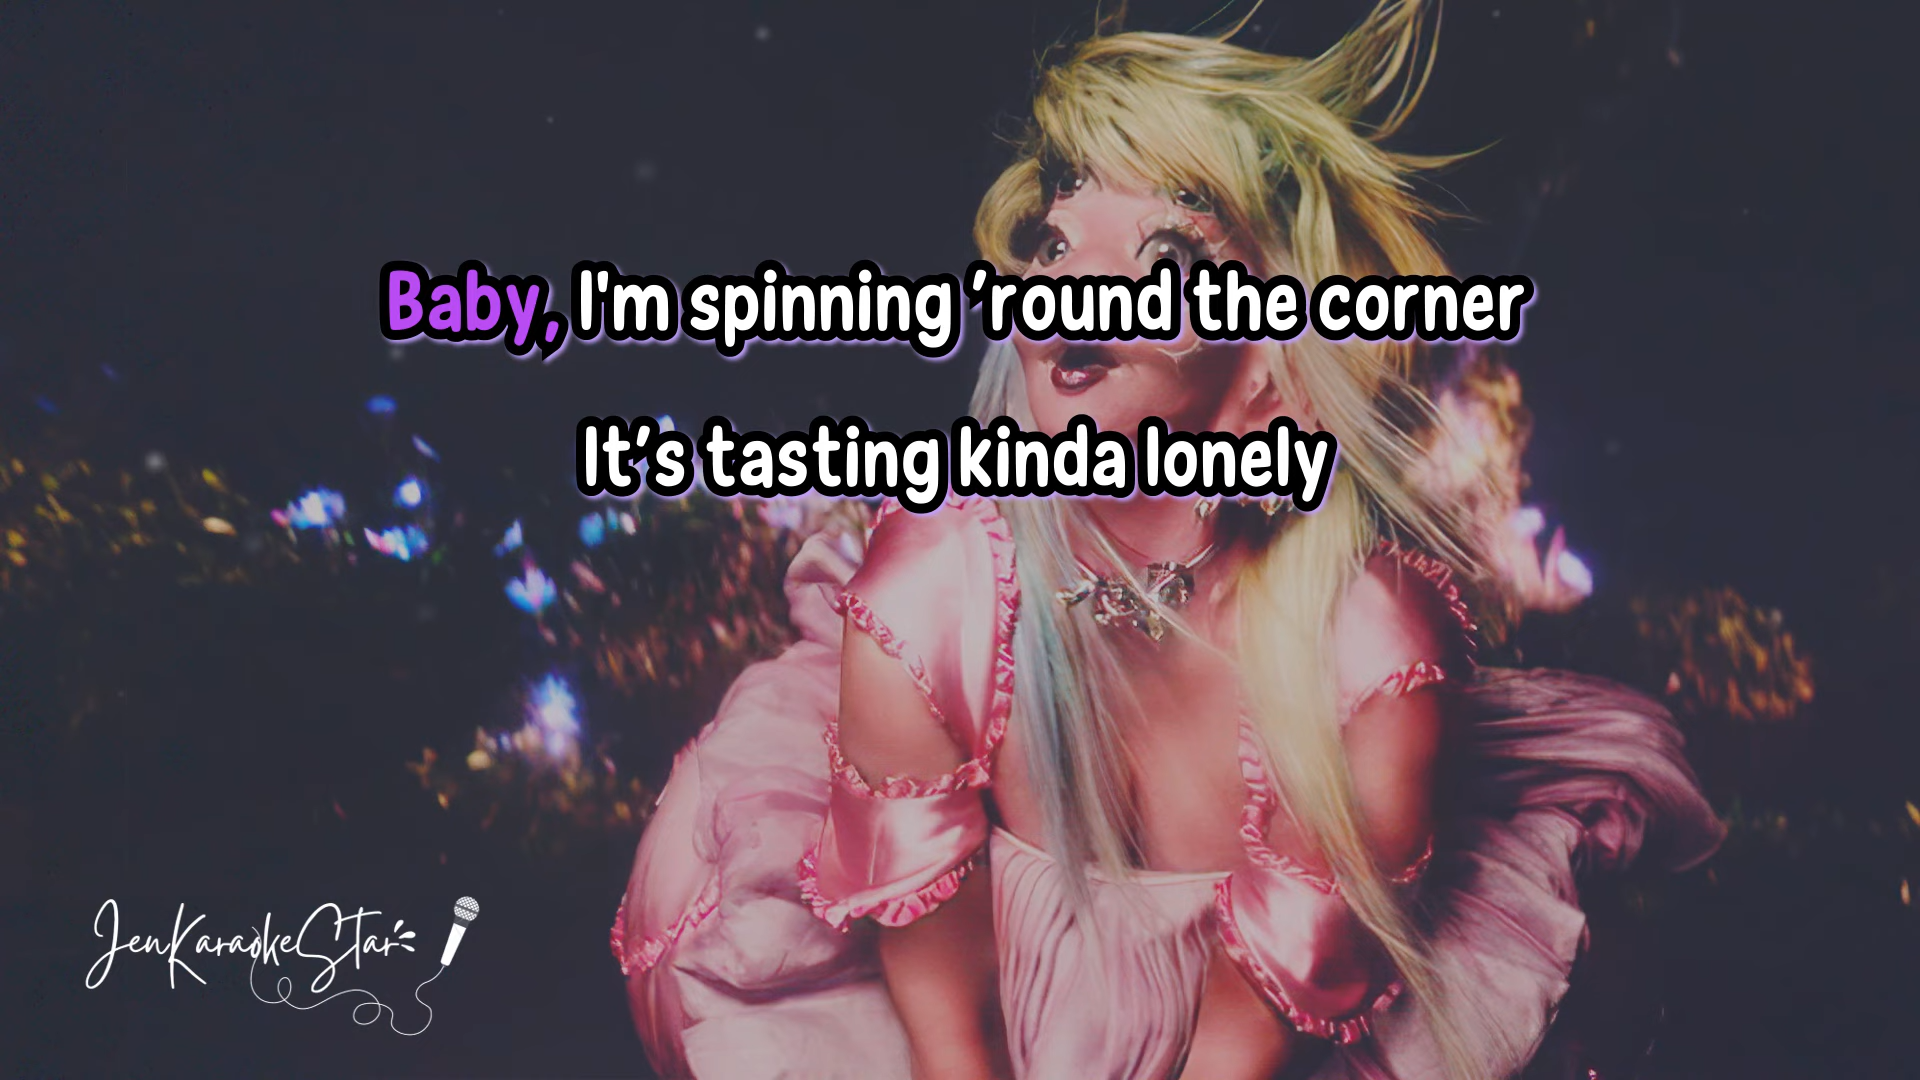 Baby, I'm spinning ’round the corner
It’s tasting kinda lonely
JenKaraokeStar